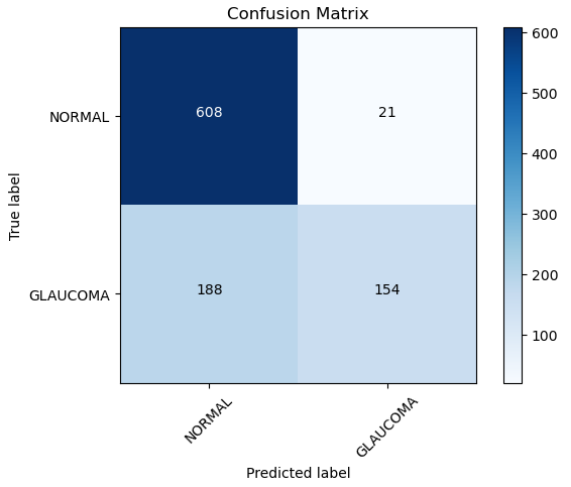 Confusion Matrix
True label
NORMAL
608
21
GLAUCOMA
188
154
NORMAL
GLAUCOMA
Predicted label
600
500
400
300
200
100